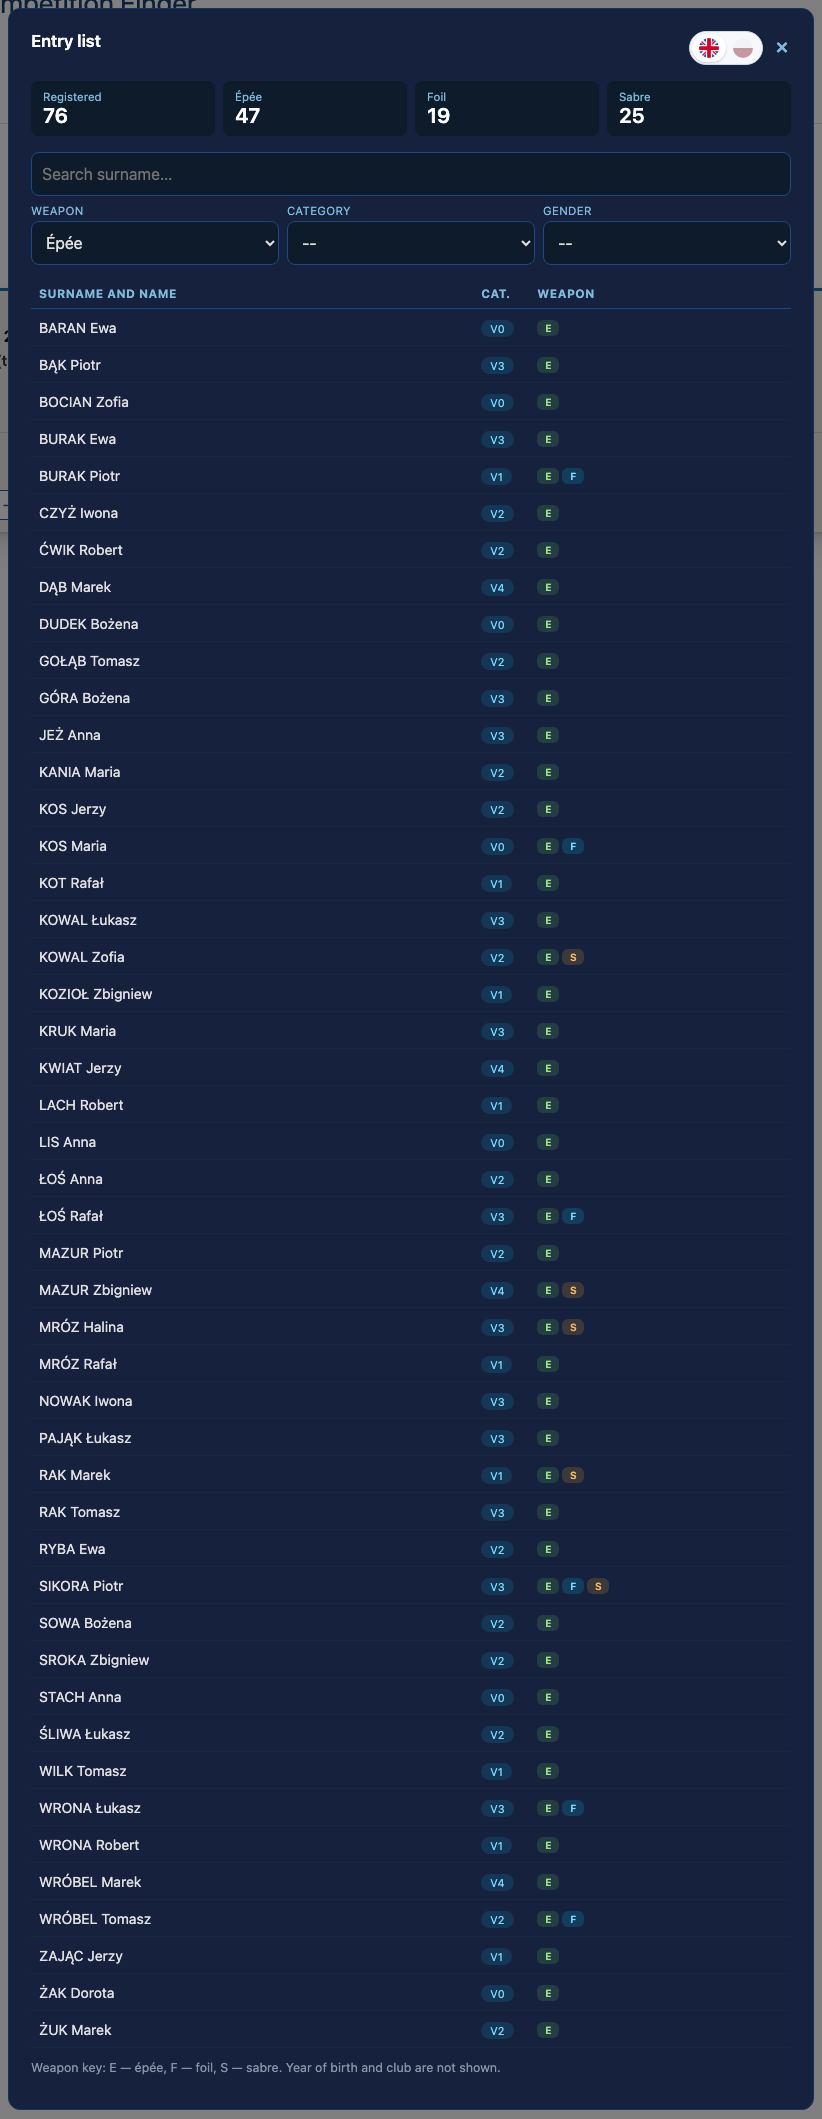 Competition Finder
Entry list
×
Registered Épée Foil Sabre
76 47 19 25
Search surname...
WEAPON CATEGORY GENDER
Épée -- --
SURNAME AND NAME CAT. WEAPON
BARAN Ewa V0 E
BĄK Piotr V3 E
BOCIAN Zofia V0 E
BURAK Ewa V3 E
BURAK Piotr V1 E F
CZYŻ Iwona V2 E
ĆWIK Robert V2 E
DĄB Marek V4 E
DUDEK Bożena V0 E
GOŁĄB Tomasz V2 E
GÓRA Bożena V3 E
JEŻ Anna V3 E
KANIA Maria V2 E
KOS Jerzy V2 E
KOS Maria V0 E F
KOT Rafał V1 E
KOWAL Łukasz V3 E
KOWAL Zofia V2 E S
KOZIOŁ Zbigniew V1 E
KRUK Maria V3 E
KWIAT Jerzy V4 E
LACH Robert V1 E
LIS Anna V0 E
ŁOŚ Anna V2 E
ŁOŚ Rafał V3 E F
MAZUR Piotr V2 E
MAZUR Zbigniew V4 E S
MRÓZ Halina V3 E S
MRÓZ Rafał V1 E
NOWAK Iwona V3 E
PAJĄK Łukasz V3 E
RAK Marek V1 E S
RAK Tomasz V3 E
RYBA Ewa V2 E
SIKORA Piotr V3 E F S
SOWA Bożena V2 E
SROKA Zbigniew V2 E
STACH Anna V0 E
ŚLIWA Łukasz V2 E
WILK Tomasz V1 E
WRONA Łukasz V3 E F
WRONA Robert V1 E
WRÓBEL Marek V4 E
WRÓBEL Tomasz V2 E F
ZAJĄC Jerzy V1 E
ŻAK Dorota V0 E
ŻUK Marek V2 E
Weapon key: E — épée, F — foil, S — sabre. Year of birth and club are not shown.